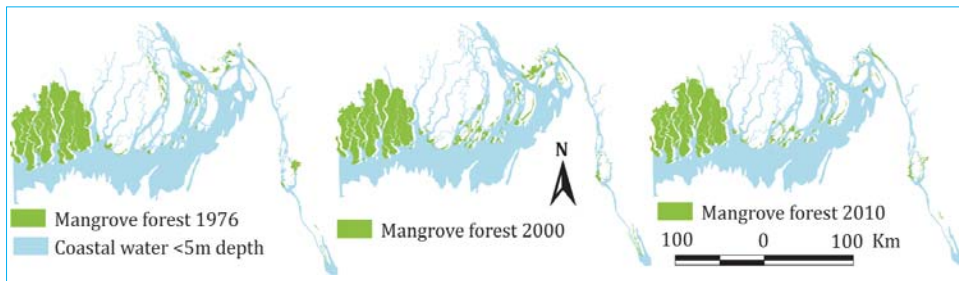 Mangrove forest 1976
Coastal water <5m depth
N
Mangrove forest 2000
Mangrove forest 2010
100 0 100 Km